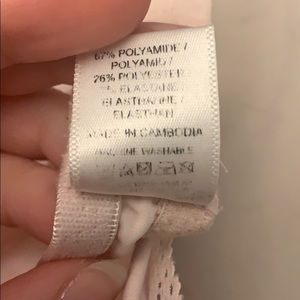 67% POLYAMIDE /
POLYAMID /
26% POLYESTER
ELASTANE
ELASTHANNE /
ELASTHAN
MADE IN CAMBODIA
MACHINE WASHABLE